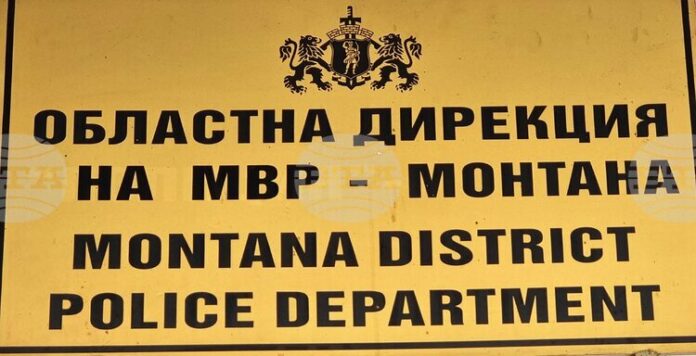 ОБЛАСТНА ДИРЕКЦИЯ
НА МВР - МОНТАНА
MONTANA DISTRICT
POLICE DEPARTMENT